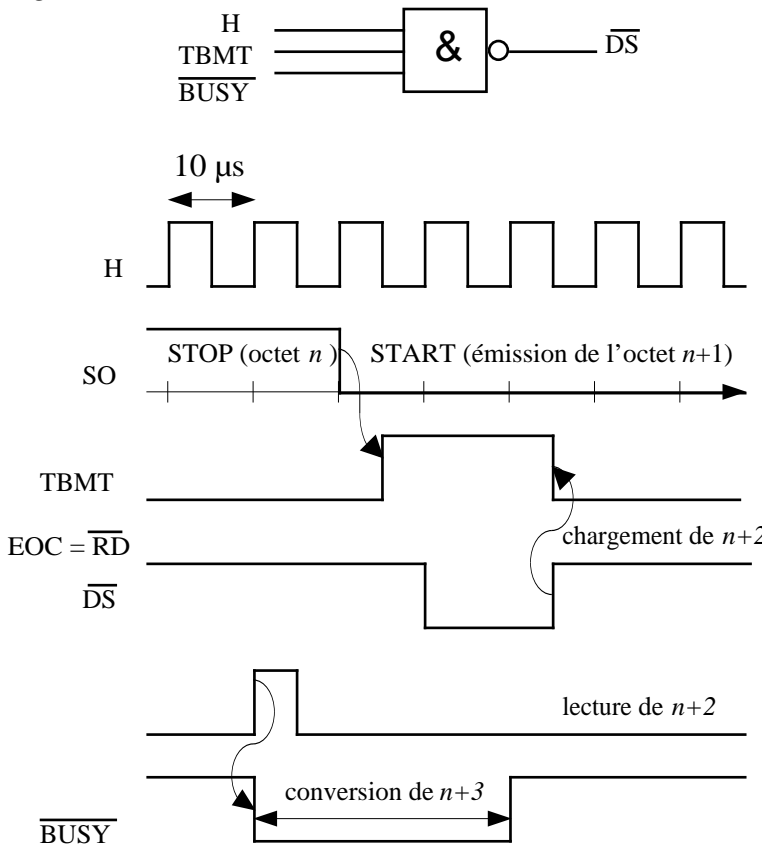 H
TBMT
BUSY
&
DS
10 µs
H
STOP (octet n)
START (émission de l'octet n+1)
SO
TBMT
EOC = RD
chargement de n+2
DS
lecture de n+2
conversion de n+3
BUSY